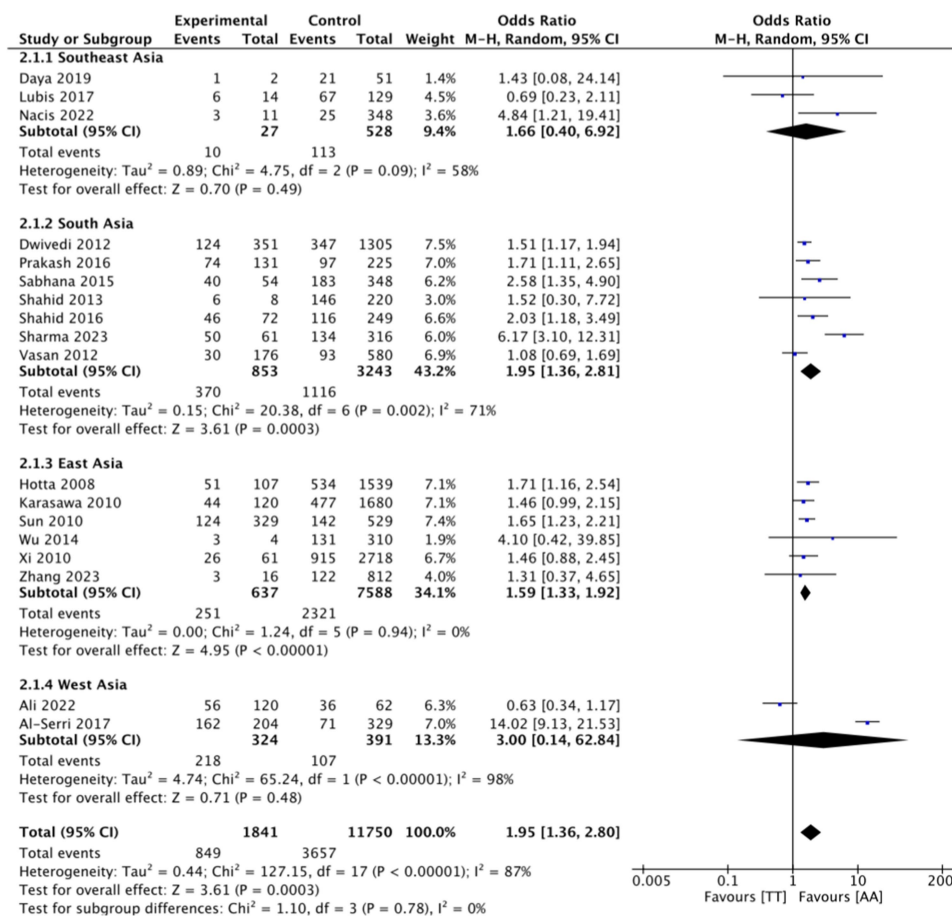 Experimental Control Odds Ratio Odds Ratio
Study or Subgroup Events Total Events Total Weight M-H, Random, 95% CI M-H, Random, 95% CI
2.1.1 Southeast Asia
Daya 2019 1 2 21 51 1.4% 1.43 [0.08, 24.14]
Lubis 2017 6 14 67 129 4.5% 0.69 [0.23, 2.11]
Nacis 2022 3 11 25 348 3.6% 4.84 [1.21, 19.41]
Subtotal (95% CI) 27 528 9.4% 1.66 [0.40, 6.92]
Total events 10 113
Heterogeneity: Tau² = 0.89; Chi² = 4.75, df = 2 (P = 0.09); I² = 58%
Test for overall effect: Z = 0.70 (P = 0.49)
2.1.2 South Asia
Dwivedi 2012 124 351 347 1305 7.5% 1.51 [1.17, 1.94]
Prakash 2016 74 131 97 225 7.0% 1.71 [1.11, 2.65]
Sabhana 2015 40 54 183 348 6.2% 2.58 [1.35, 4.90]
Shahid 2013 6 8 146 220 3.0% 1.52 [0.30, 7.72]
Shahid 2016 46 72 116 249 6.6% 2.03 [1.18, 3.49]
Sharma 2023 50 61 134 316 6.0% 6.17 [3.10, 12.31]
Vasan 2012 30 176 93 580 6.9% 1.08 [0.69, 1.69]
Subtotal (95% CI) 853 3243 43.2% 1.95 [1.36, 2.81]
Total events 370 1116
Heterogeneity: Tau² = 0.15; Chi² = 20.38, df = 6 (P = 0.002); I² = 71%
Test for overall effect: Z = 3.61 (P = 0.0003)
2.1.3 East Asia
Hotta 2008 51 107 534 1539 7.1% 1.71 [1.16, 2.54]
Karasawa 2010 44 120 477 1680 7.1% 1.46 [0.99, 2.15]
Sun 2010 124 329 142 529 7.4% 1.65 [1.23, 2.21]
Wu 2014 3 4 131 310 1.9% 4.10 [0.42, 39.85]
Xi 2010 26 61 915 2718 6.7% 1.46 [0.88, 2.45]
Zhang 2023 3 16 122 812 4.0% 1.31 [0.37, 4.65]
Subtotal (95% CI) 637 7588 34.1% 1.59 [1.33, 1.92]
Total events 251 2321
Heterogeneity: Tau² = 0.00; Chi² = 1.24, df = 5 (P = 0.94); I² = 0%
Test for overall effect: Z = 4.95 (P < 0.00001)
2.1.4 West Asia
Ali 2022 56 120 36 62 6.3% 0.63 [0.34, 1.17]
Al-Serri 2017 162 204 71 329 7.0% 14.02 [9.13, 21.53]
Subtotal (95% CI) 324 391 13.3% 3.00 [0.14, 62.84]
Total events 218 107
Heterogeneity: Tau² = 4.74; Chi² = 65.24, df = 1 (P < 0.00001); I² = 98%
Test for overall effect: Z = 0.71 (P = 0.48)
Total (95% CI) 1841 11750 100.0% 1.95 [1.36, 2.80]
Total events 849 3657
Heterogeneity: Tau² = 0.44; Chi² = 127.15, df = 17 (P < 0.00001); I² = 87%
Test for overall effect: Z = 3.61 (P = 0.0003)
Test for subgroup differences: Chi² = 1.10, df = 3 (P = 0.78), I² = 0%
0.005 0.1 1 10 200
Favours [TT] Favours [AA]